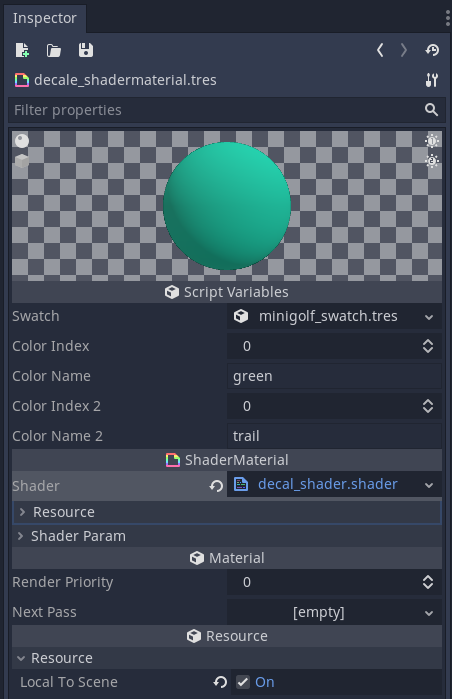 Inspector
decale_shadermaterial.tres
Filter properties
Script Variables
Swatch minigolf_swatch.tres
Color Index 0
Color Name green
Color Index 2 0
Color Name 2 trail
ShaderMaterial
Shader decal_shader.shader
Resource
Shader Param
Material
Render Priority 0
Next Pass [empty]
Resource
Resource
Local To Scene On